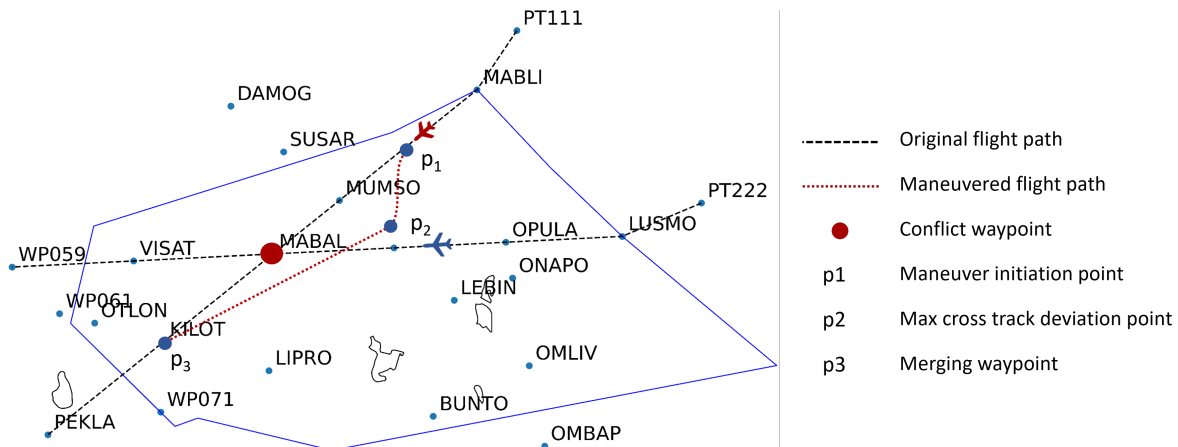 PT111
MABLI
DAMOG
SUSAR
p1
MUMSO
PT222
p2
LUSMO
OPULA
MABAL
VISAT
WP059
ONAPO
LEBIN
WP061
OTLON
KILOT
p3
LIPRO
OMLIV
WP071
BUNTO
PEKLA
OMBAP
Original flight path
Maneuvered flight path
Conflict waypoint
p1 Maneuver initiation point
p2 Max cross track deviation point
p3 Merging waypoint